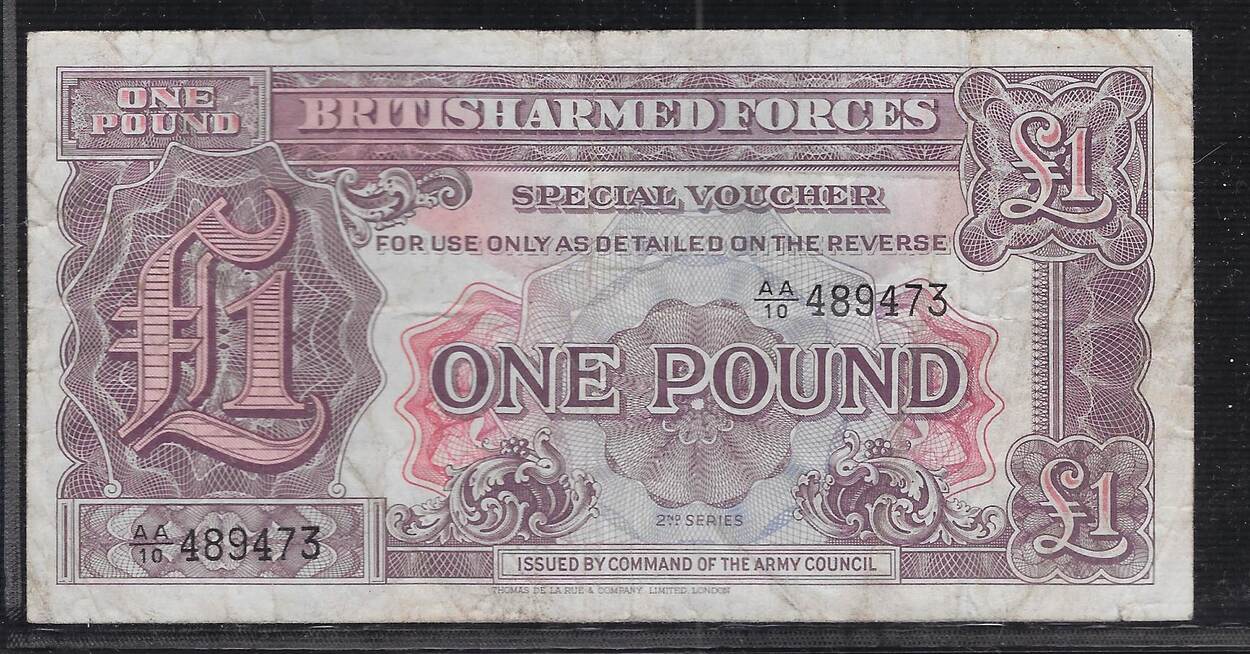 ONE
POUND
BRITISH ARMED FORCES
£1
SPECIAL VOUCHER
FOR USE ONLY AS DETAILED ON THE REVERSE
AA/10 489473
£1
ONE POUND
2ND SERIES
£1
AA/10 489473
ISSUED BY COMMAND OF THE ARMY COUNCIL
THOMAS DE LA RUE & COMPANY, LIMITED, LONDON